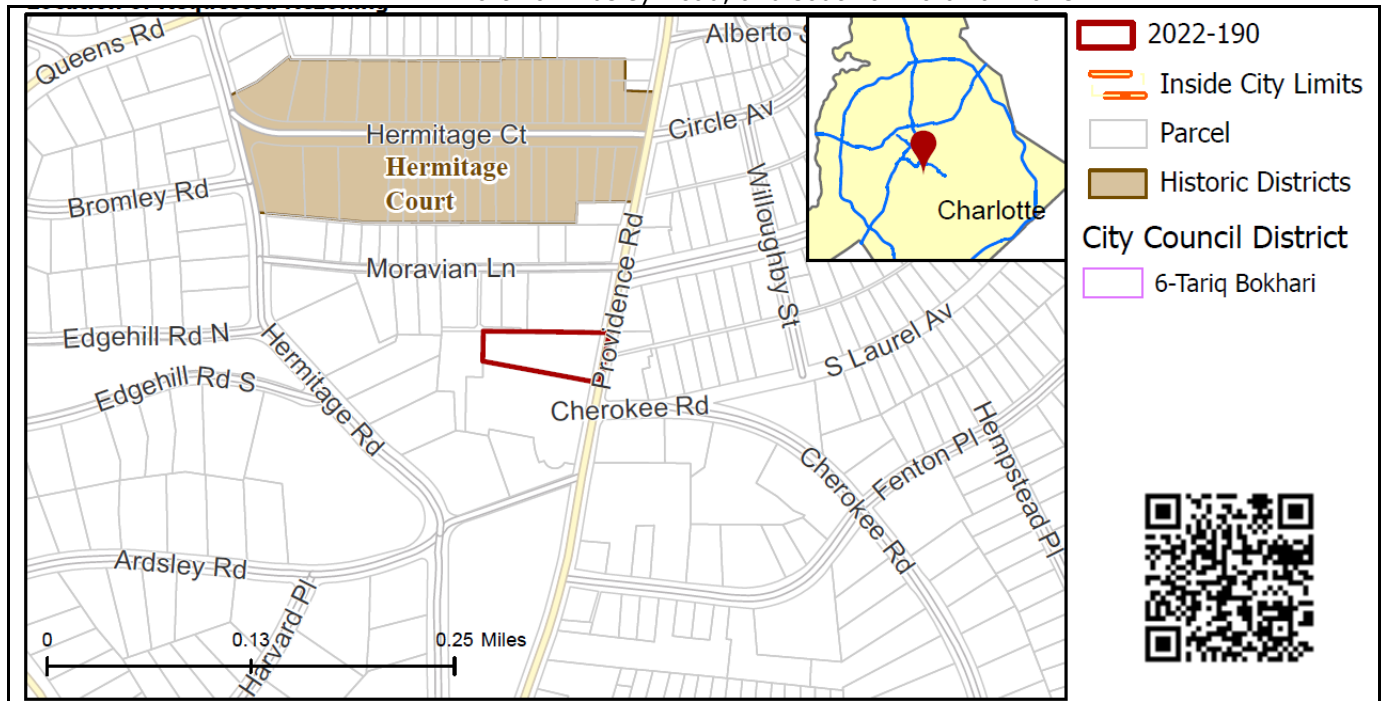 Queens Rd
Alberto S
Hermitage Ct
Circle Av
Hermitage
Court
Bromley Rd
Willoughby St
Providence Rd
Moravian Ln
Edgehill Rd N
Edgehill Rd S
Hermitage Rd
S Laurel Av
Cherokee Rd
Cherokee Rd
Fenton Pl
Hempstead Pl
Ardsley Rd
Harvard Pl
0 0.13 0.25 Miles
Charlotte
2022-190
Inside City Limits
Parcel
Historic Districts
City Council District
6-Tariq Bokhari